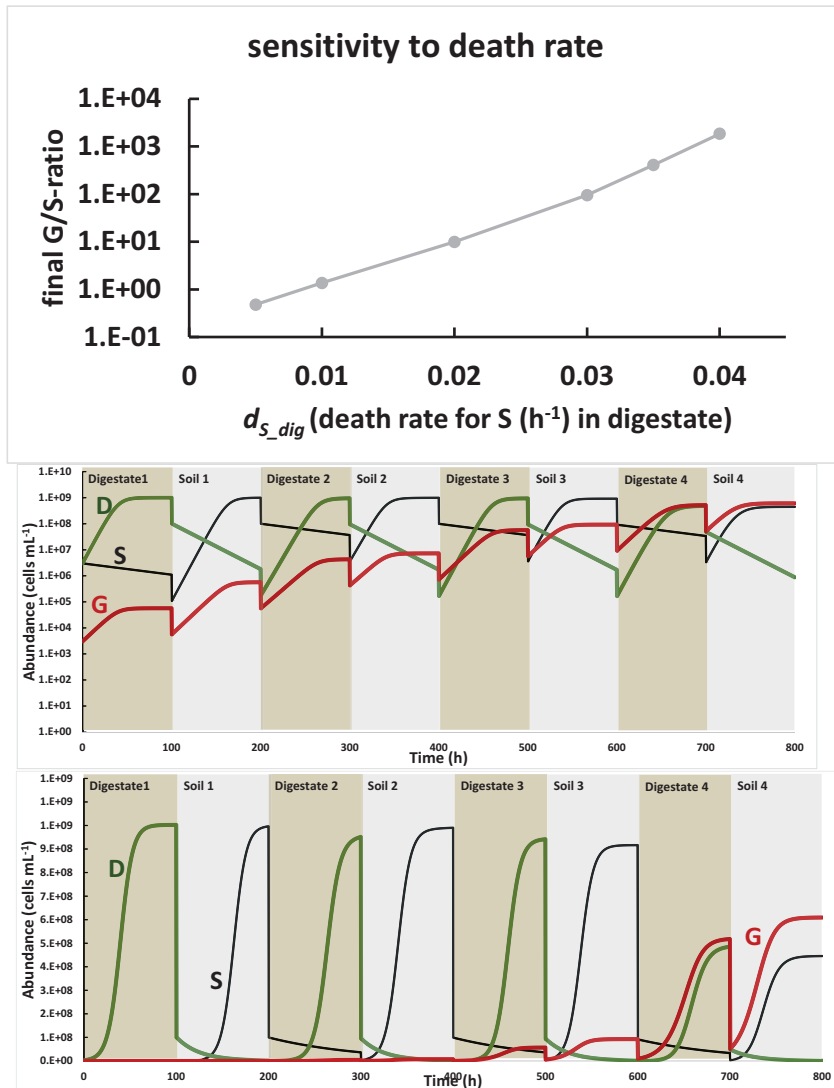 sensitivity to death rate
final G/S-ratio
1.E+04
1.E+03
1.E+02
1.E+01
1.E+00
1.E-01
0 0.01 0.02 0.03 0.04
d_{S_dig} (death rate for S (h⁻¹) in digestate)
Abundance (cells mL⁻¹)
1.E+10
1.E+09
1.E+08
1.E+07
1.E+06
1.E+05
1.E+04
1.E+03
1.E+02
1.E+01
1.E+00
Digestate1 Soil 1 Digestate 2 Soil 2 Digestate 3 Soil 3 Digestate 4 Soil 4
D
S
G
0 100 200 300 400 500 600 700 800
Time (h)
Abundance (cells mL⁻¹)
1.E+09
1.E+09
9.E+08
8.E+08
7.E+08
6.E+08
5.E+08
4.E+08
3.E+08
2.E+08
1.E+08
0.E+00
Digestate1 Soil 1 Digestate 2 Soil 2 Digestate 3 Soil 3 Digestate 4 Soil 4
D
S
G
0 100 200 300 400 500 600 700 800
Time (h)